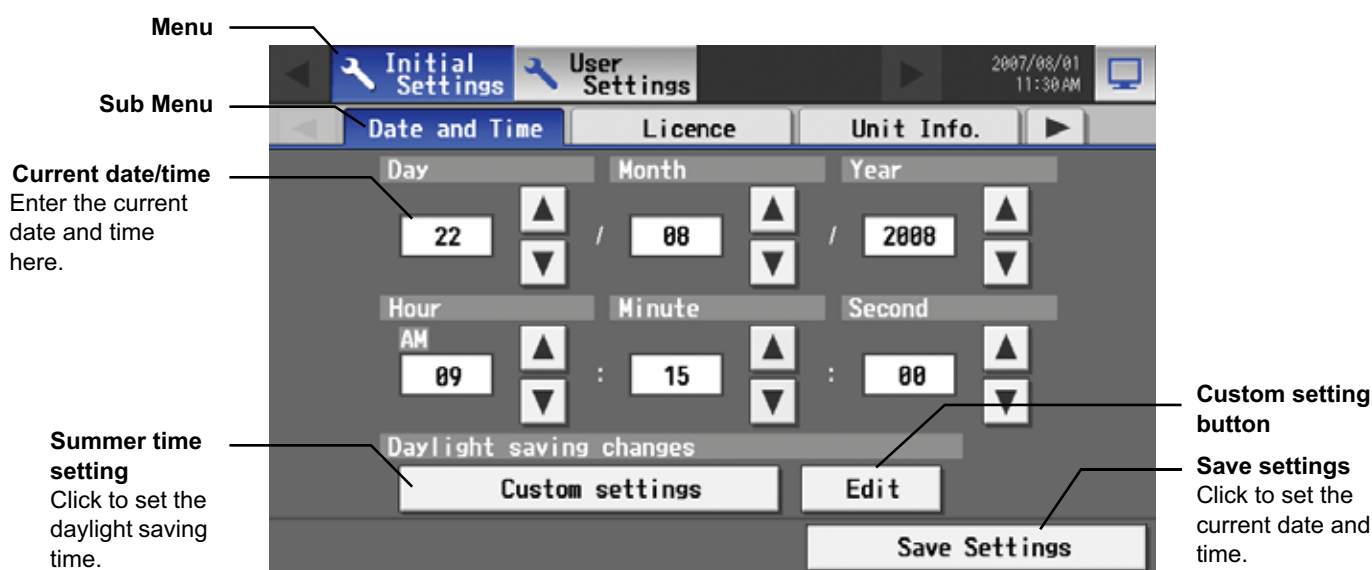 Menu
Initial
Settings
User
Settings
2007/08/01
11:30 AM
Sub Menu
Date and Time
Licence
Unit Info.
Current date/time
Enter the current
date and time
here.
Day
Month
Year
22 / 08 / 2008
Hour
Minute
Second
AM
09 : 15 : 00
Summer time
setting
Click to set the
daylight saving
time.
Daylight saving changes
Custom settings
Edit
Custom setting
button
Save settings
Click to set the
current date and
time.
Save Settings